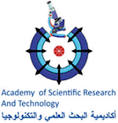 Academy of Scientific Research
And Technology
أكاديمية البحث العلمي والتكنولوجيا